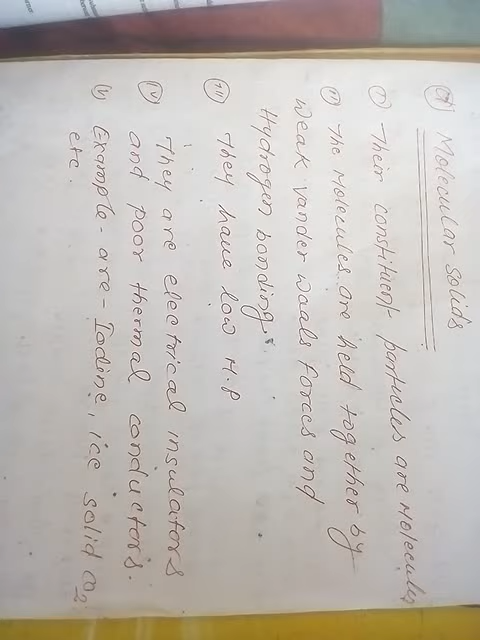 (4) Molecular solids
(i) Their constituent particles are Molecules
(ii) The Molecules are held together by
weak vander waals forces and
Hydrogen bonding.
(iii) They have low M.P
(iv) They are electrical insulators
and poor thermal conductors.
(v) Example - are - Iodine, ice solid CO2
etc.